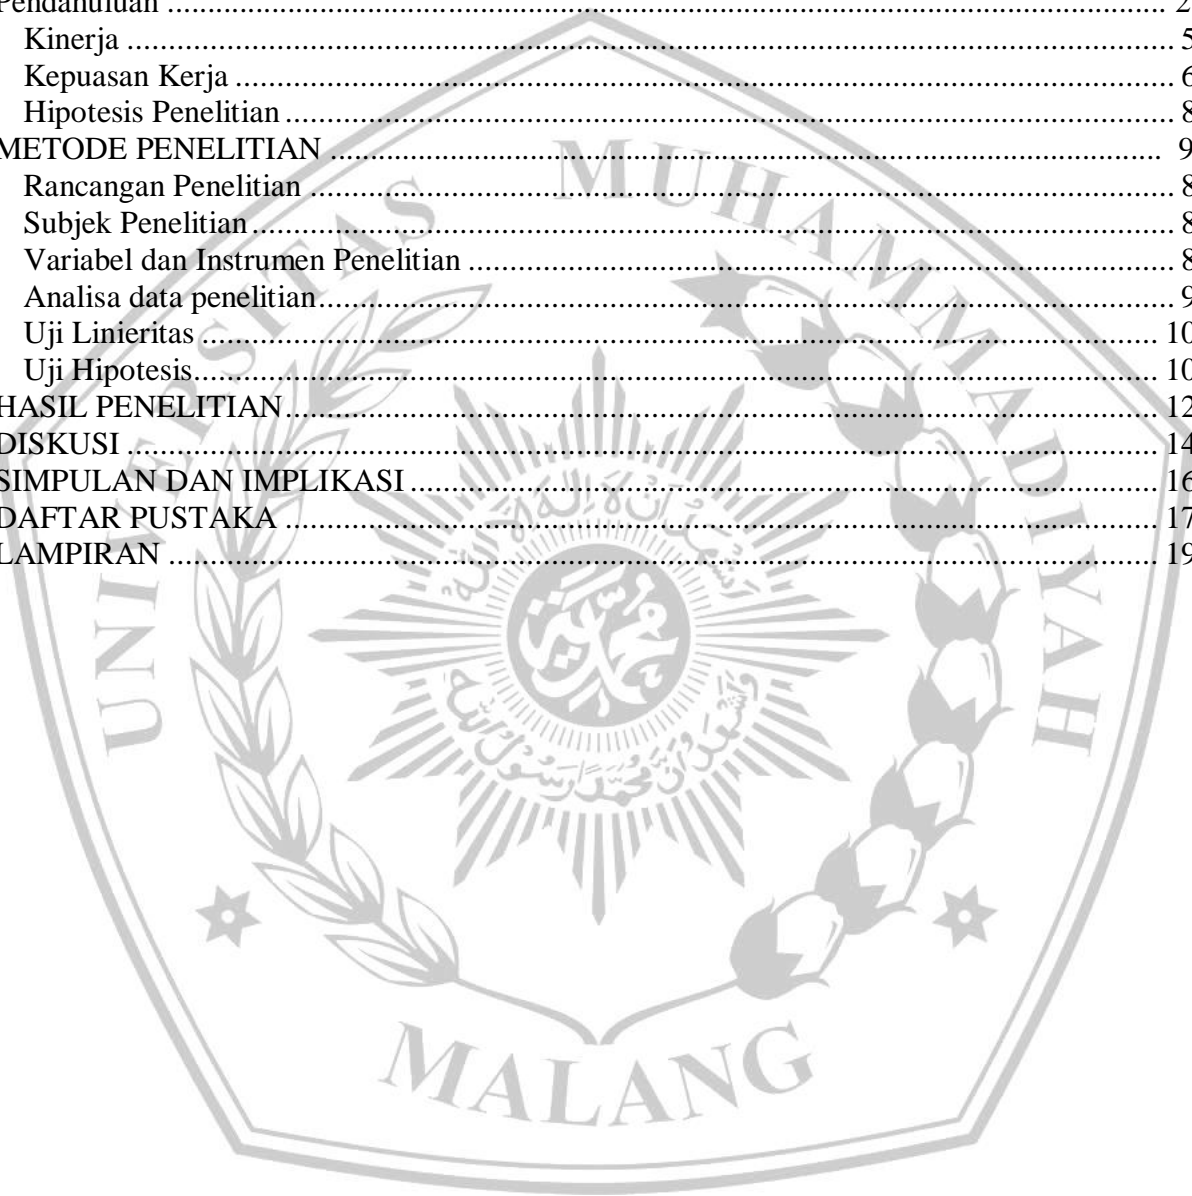 Pendahuluan ........................................................................................................ 2
Kinerja ........................................................................................................ 5
Kepuasan Kerja ........................................................................................................ 6
Hipotesis Penelitian ........................................................................................................ 8
METODE PENELITIAN ........................................................................................................ 9
Rancangan Penelitian ........................................................................................................ 8
Subjek Penelitian ........................................................................................................ 8
Variabel dan Instrumen Penelitian ........................................................................................................ 8
Analisa data penelitian ........................................................................................................ 9
Uji Linieritas ........................................................................................................ 10
Uji Hipotesis ........................................................................................................ 10
HASIL PENELITIAN ........................................................................................................ 12
DISKUSI ........................................................................................................ 14
SIMPULAN DAN IMPLIKASI ........................................................................................................ 16
DAFTAR PUSTAKA ........................................................................................................ 17
LAMPIRAN ........................................................................................................ 19
UNIVERSITAS MUHAMMADIYAH
MALANG